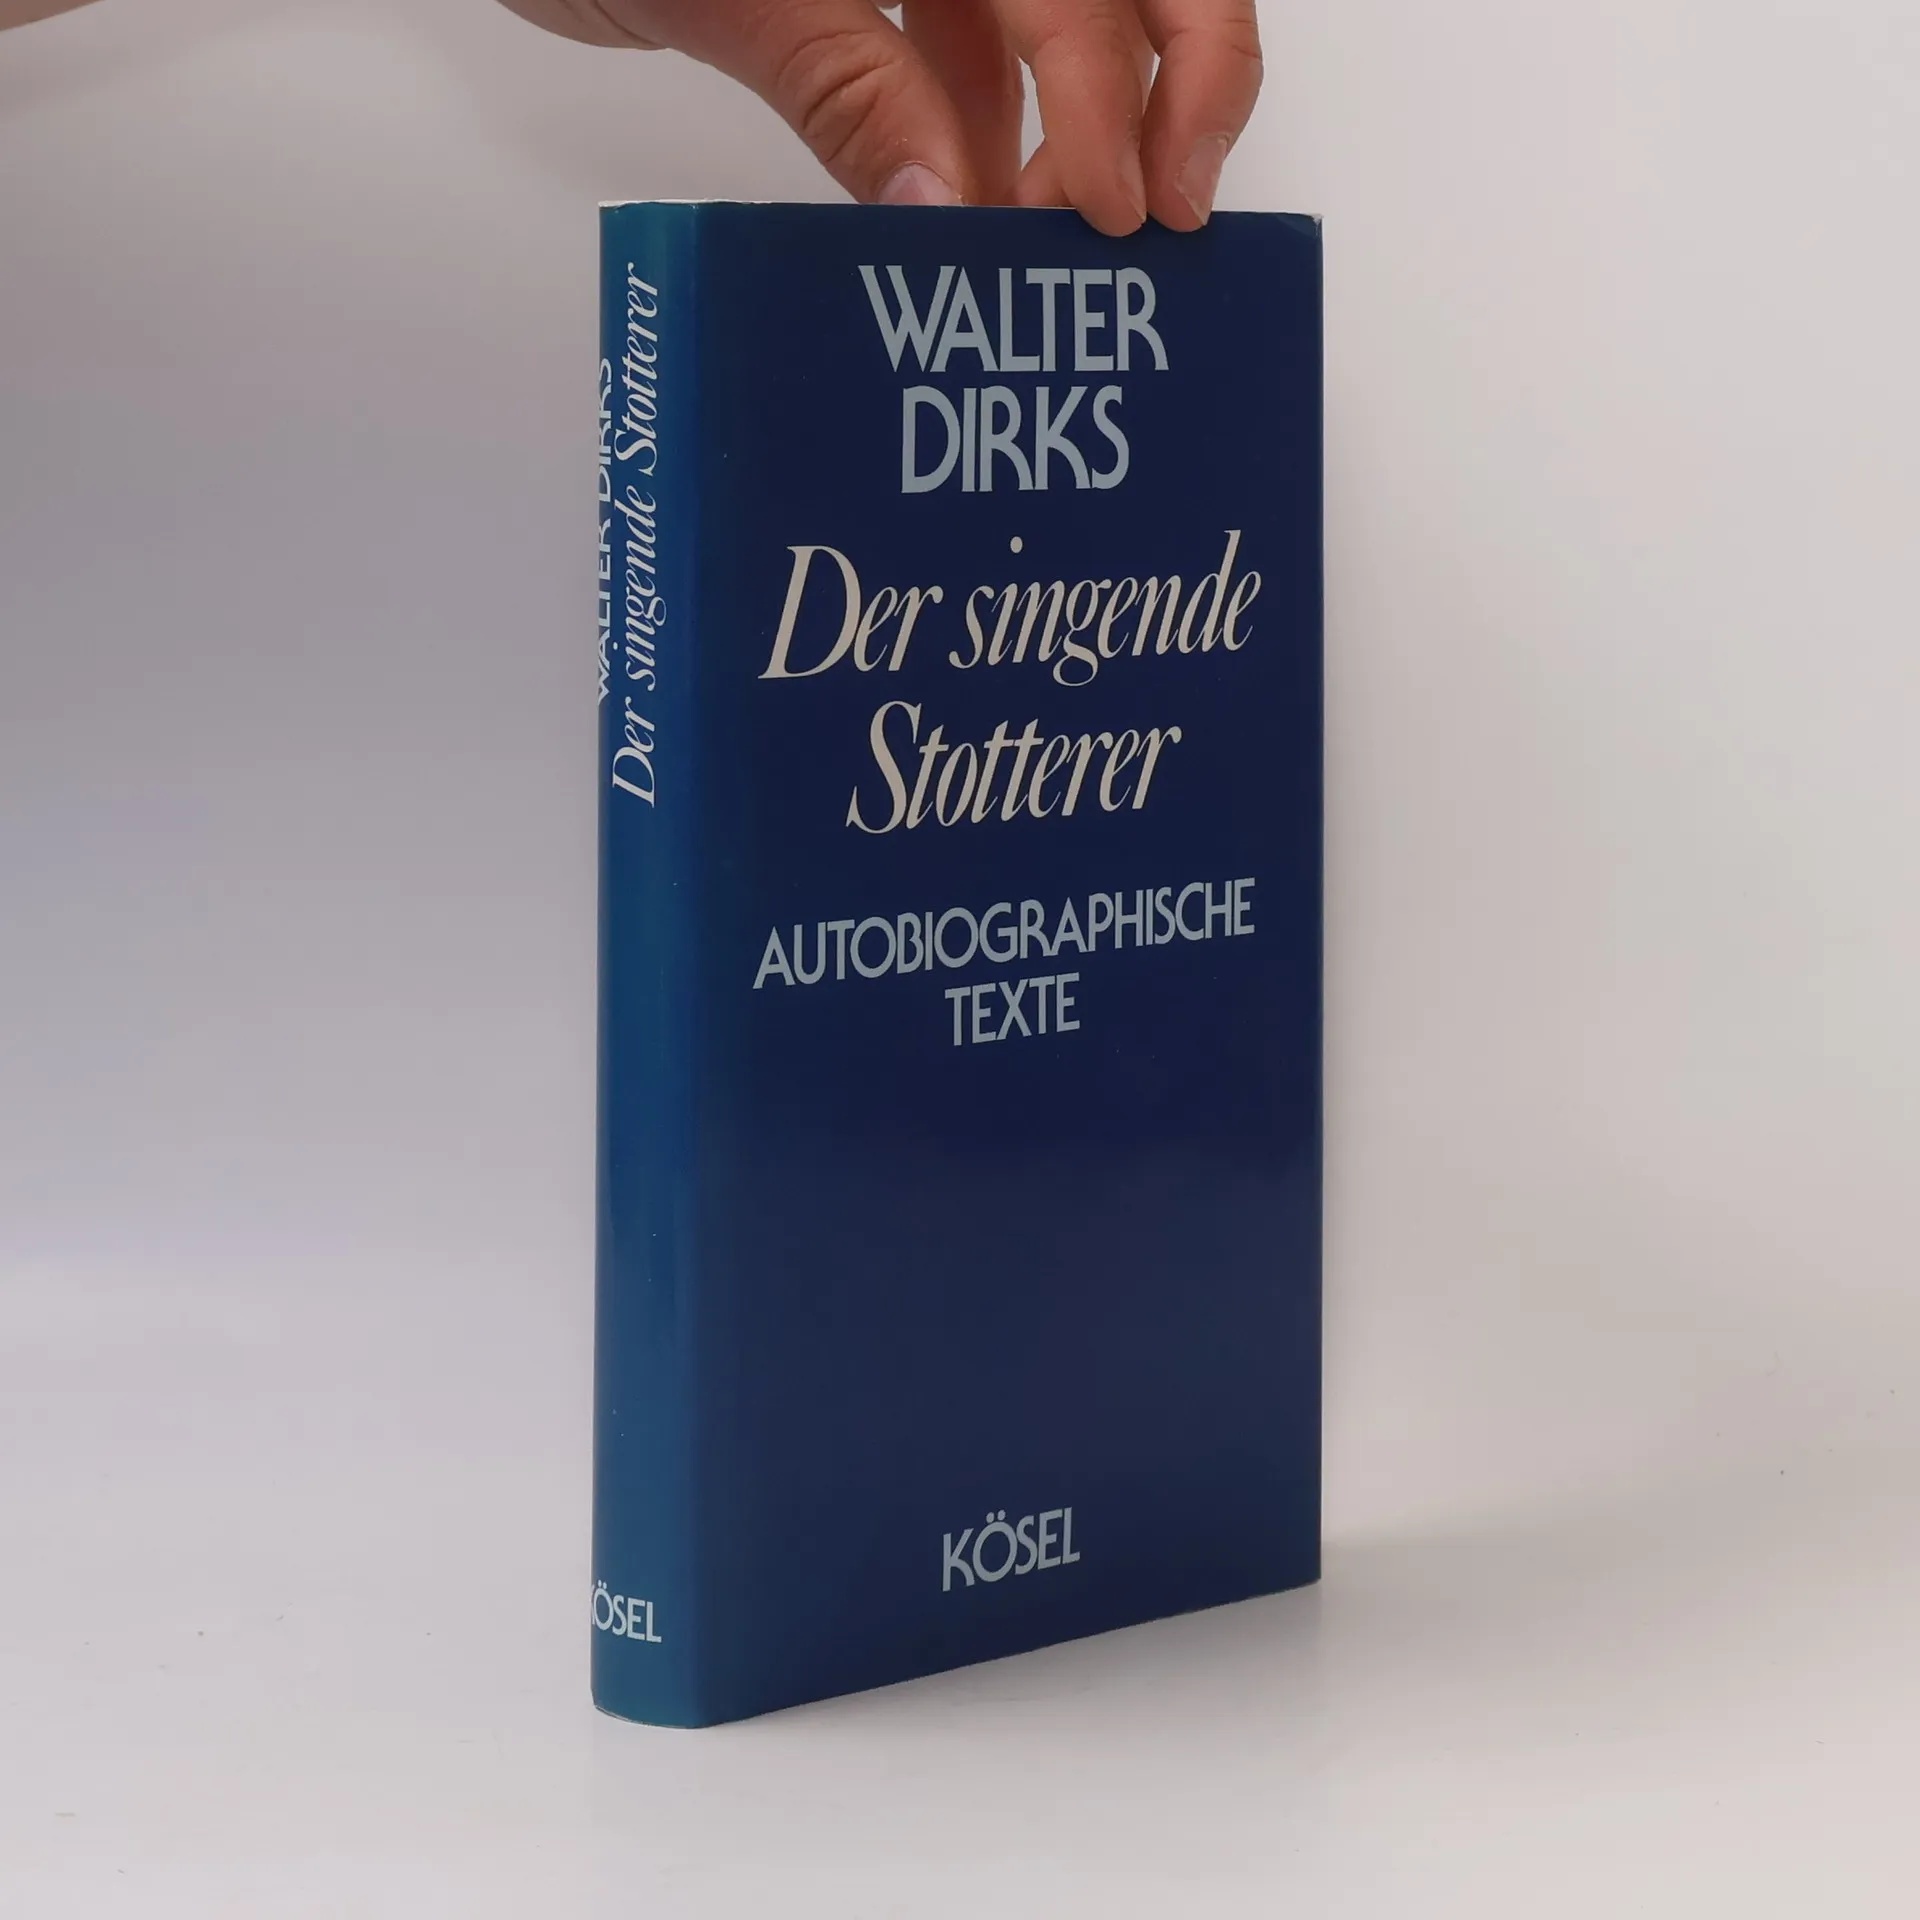 WALTER
DIRKS
Der singende
Stotterer
AUTOBIOGRAPHISCHE
TEXTE
KÖSEL
WALTER DIRKS
Der singende Stotterer
KÖSEL